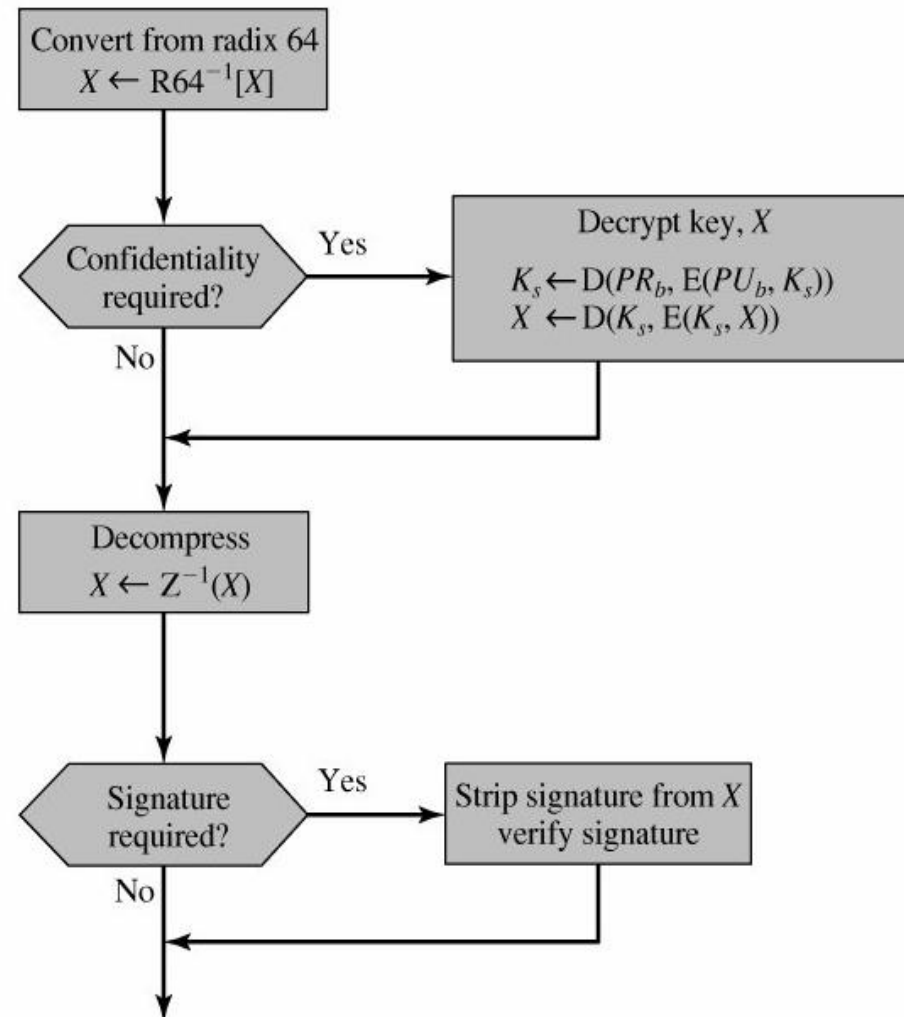 Convert from radix 64
X ← R64⁻¹[X]
Confidentiality
required?
Yes
Decrypt key, X
Kₛ ← D(PR_b, E(PU_b, Kₛ))
X ← D(Kₛ, E(Kₛ, X))
No
Decompress
X ← Z⁻¹(X)
Signature
required?
Yes
Strip signature from X
verify signature
No